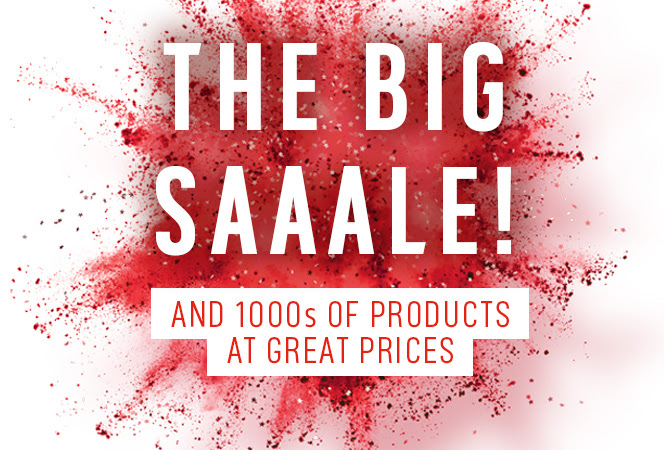 THE BIG
SAAALE!
AND 1000s OF PRODUCTS
AT GREAT PRICES